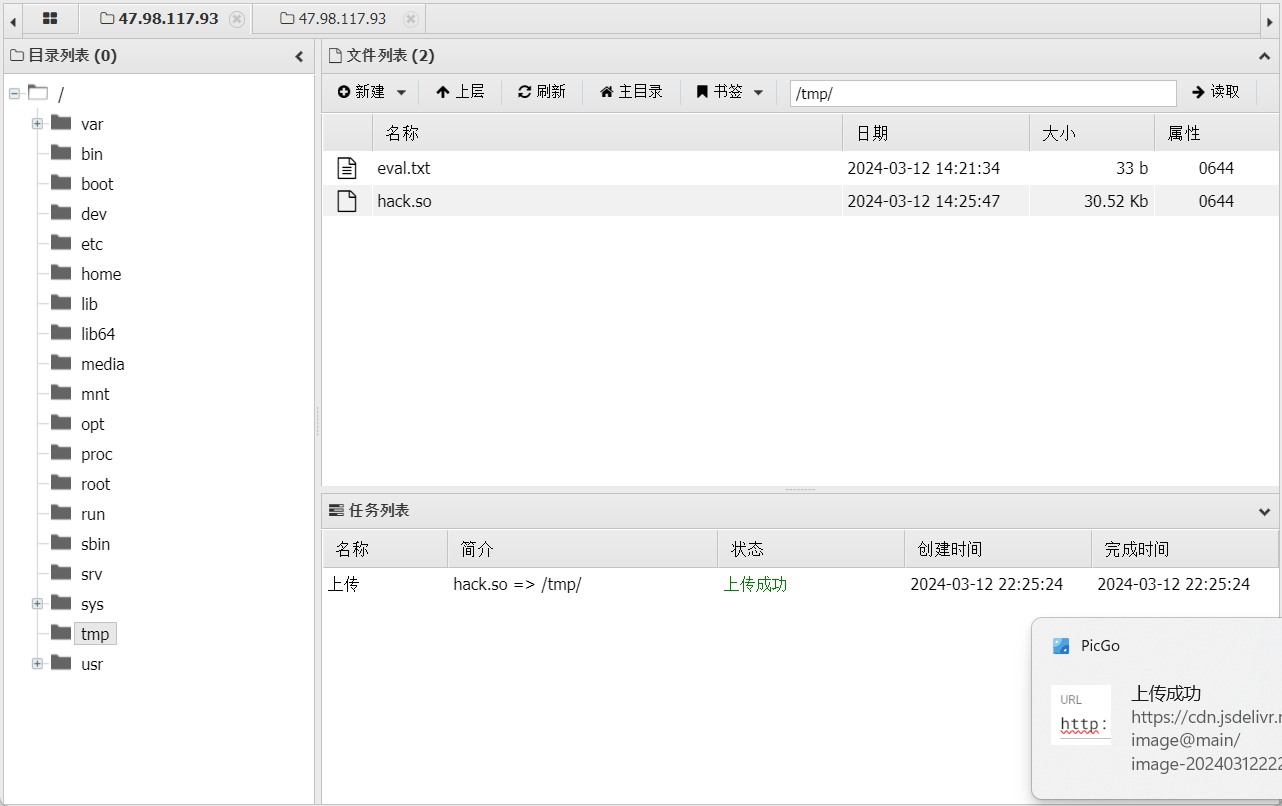 47.98.117.93 47.98.117.93
目录列表 (0)
/
var
bin
boot
dev
etc
home
lib
lib64
media
mnt
opt
proc
root
run
sbin
srv
sys
tmp
usr
文件列表 (2)
新建 上层 刷新 主目录 书签 /tmp/ 读取
名称 日期 大小 属性
eval.txt 2024-03-12 14:21:34 33 b 0644
hack.so 2024-03-12 14:25:47 30.52 Kb 0644
任务列表
名称 简介 状态 创建时间 完成时间
上传 hack.so => /tmp/ 上传成功 2024-03-12 22:25:24 2024-03-12 22:25:24
PicGo
URL
http:
上传成功
https://cdn.jsdelivr.r
image@main/
image-20240312222